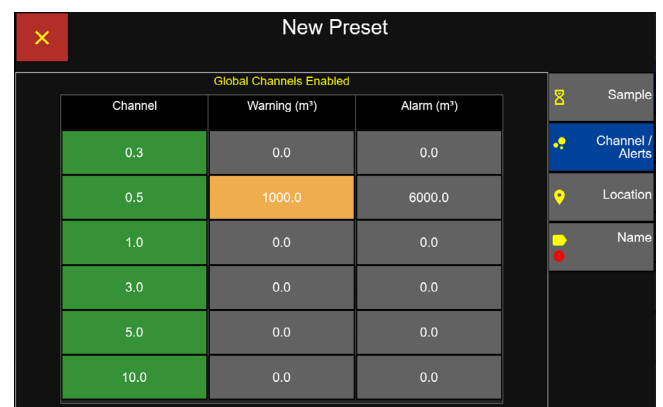 New Preset
Global Channels Enabled
Channel Warning (m³) Alarm (m³)
0.3 0.0 0.0
0.5 1000.0 6000.0
1.0 0.0 0.0
3.0 0.0 0.0
5.0 0.0 0.0
10.0 0.0 0.0
Sample
Channel /
Alerts
Location
Name